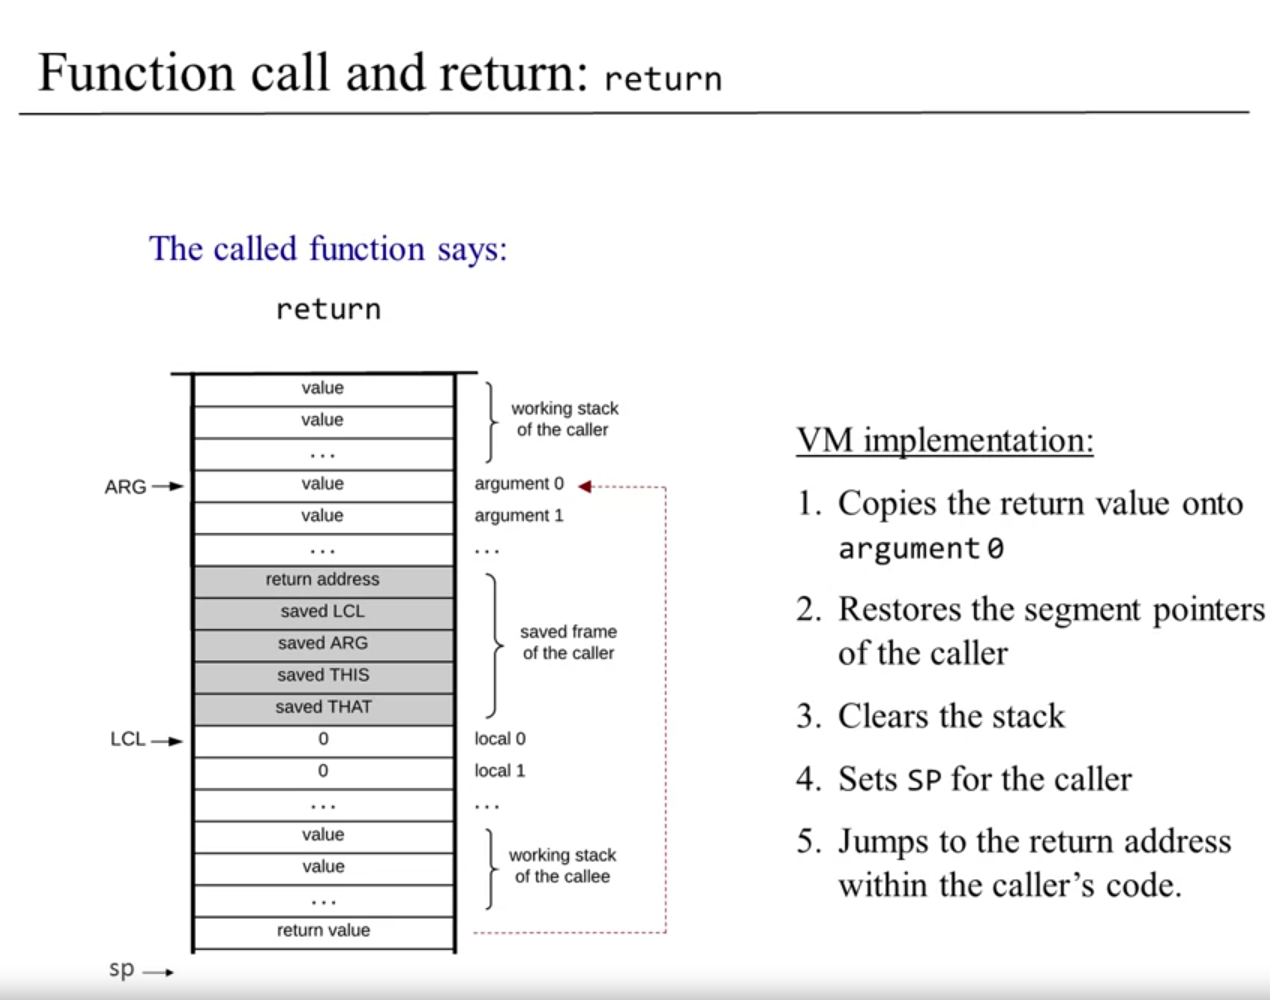 Function call and return: return
The called function says:
return
value
value
...
value
value
...
return address
saved LCL
saved ARG
saved THIS
saved THAT
0
0
...
value
value
...
return value
ARG
LCL
sp
working stack
of the caller
argument 0
argument 1
...
saved frame
of the caller
local 0
local 1
...
working stack
of the callee
VM implementation:
1. Copies the return value onto
argument 0
2. Restores the segment pointers
of the caller
3. Clears the stack
4. Sets SP for the caller
5. Jumps to the return address
within the caller’s code.